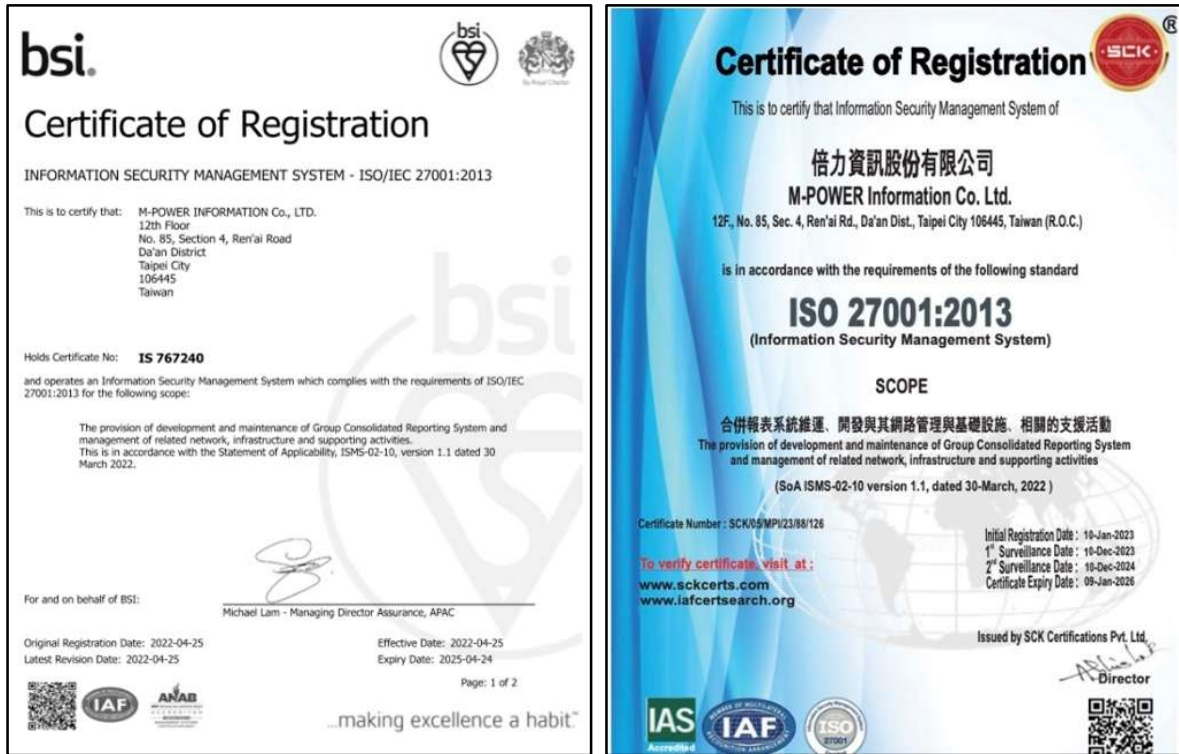 bsi.
bsi
By Royal Charter
Certificate of Registration
INFORMATION SECURITY MANAGEMENT SYSTEM - ISO/IEC 27001:2013
This is to certify that: M-POWER INFORMATION Co., LTD.
12th Floor
No. 85, Section 4, Ren'ai Road
Da'an District
Taipei City
106445
Taiwan
Holds Certificate No: IS 767240
and operates an Information Security Management System which complies with the requirements of ISO/IEC
27001:2013 for the following scope:
The provision of development and maintenance of Group Consolidated Reporting System and
management of related network, infrastructure and supporting activities.
This is in accordance with the Statement of Applicability, ISMS-02-10, version 1.1 dated 30
March 2022.
For and on behalf of BSI:
Michael Lam - Managing Director Assurance, APAC
Original Registration Date: 2022-04-25
Effective Date: 2022-04-25
Latest Revision Date: 2022-04-25
Expiry Date: 2025-04-24
Page: 1 of 2
IAF
ANAB
ACCREDITED
...making excellence a habit.™
bsi
SCK
®
Certificate of Registration
This is to certify that Information Security Management System of
倍力資訊股份有限公司
M-POWER Information Co. Ltd.
12F., No. 85, Sec. 4, Ren'ai Rd., Da'an Dist., Taipei City 106445, Taiwan (R.O.C.)
is in accordance with the requirements of the following standard
ISO 27001:2013
(Information Security Management System)
SCOPE
合併報表系統維運、開發與其網路管理與基礎設施、相關的支援活動
The provision of development and maintenance of Group Consolidated Reporting System
and management of related network, infrastructure and supporting activities
(SoA ISMS-02-10 version 1.1, dated 30-March, 2022 )
Certificate Number : SCK/05/MPI/23/88/126
Initial Registration Date : 10-Jan-2023
1st Surveillance Date : 10-Dec-2023
2nd Surveillance Date : 10-Dec-2024
Certificate Expiry Date : 09-Jan-2026
To verify certificate, visit at :
www.sckcerts.com
www.iafcertsearch.org
Issued by SCK Certifications Pvt. Ltd.
Director
IAS
Accredited
MEMBER OF MULTILATERAL
IAF
RECOGNITION ARRANGEMENT
ISO
27001